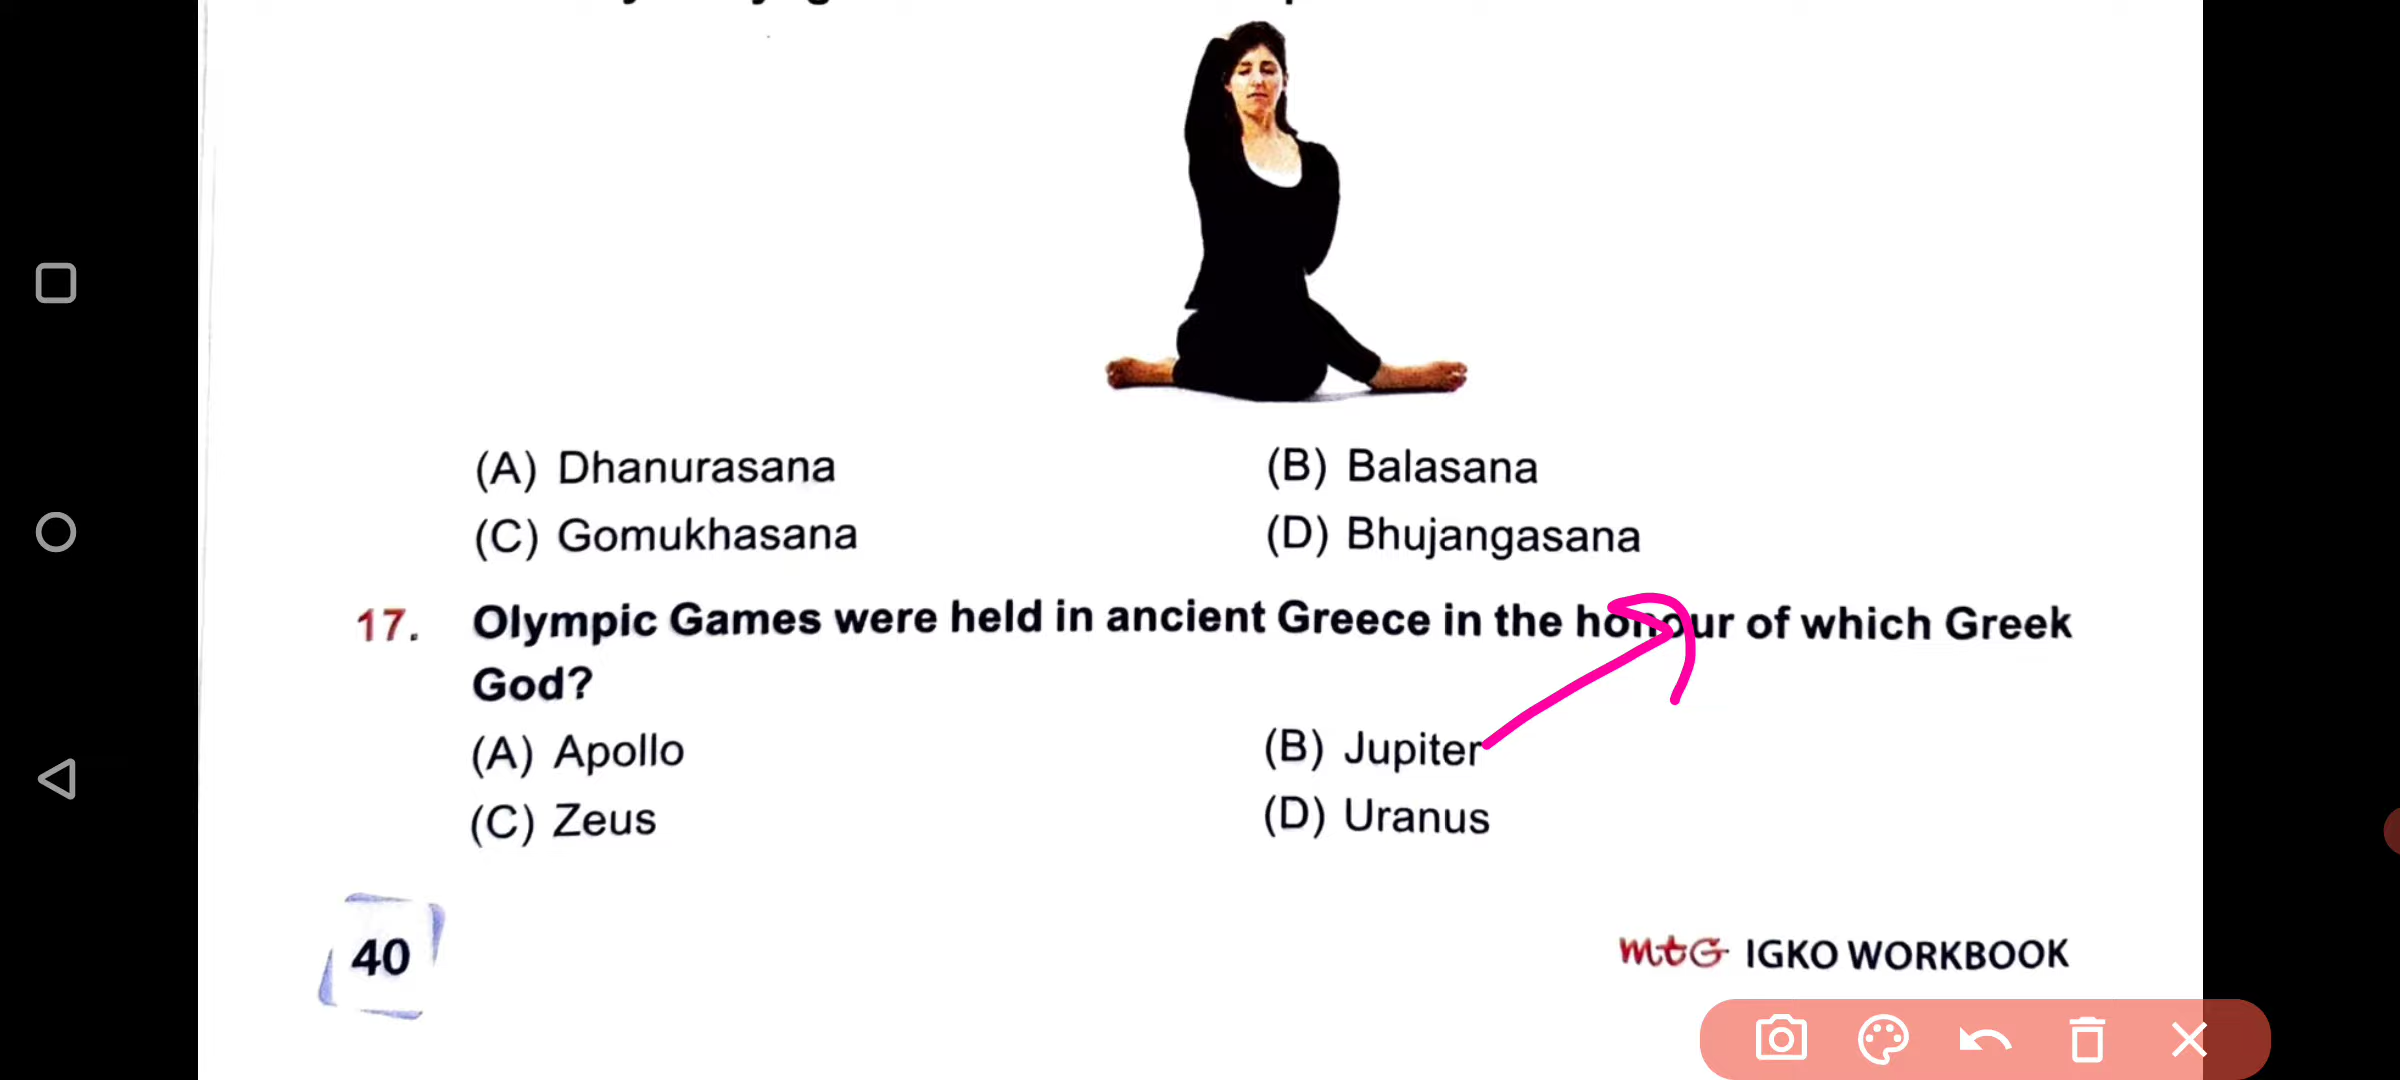 (A) Dhanurasana
(B) Balasana
(C) Gomukhasana
(D) Bhujangasana
17. Olympic Games were held in ancient Greece in the honour of which Greek
God?
(A) Apollo
(B) Jupiter
(C) Zeus
(D) Uranus
40
mtG IGKO WORKBOOK